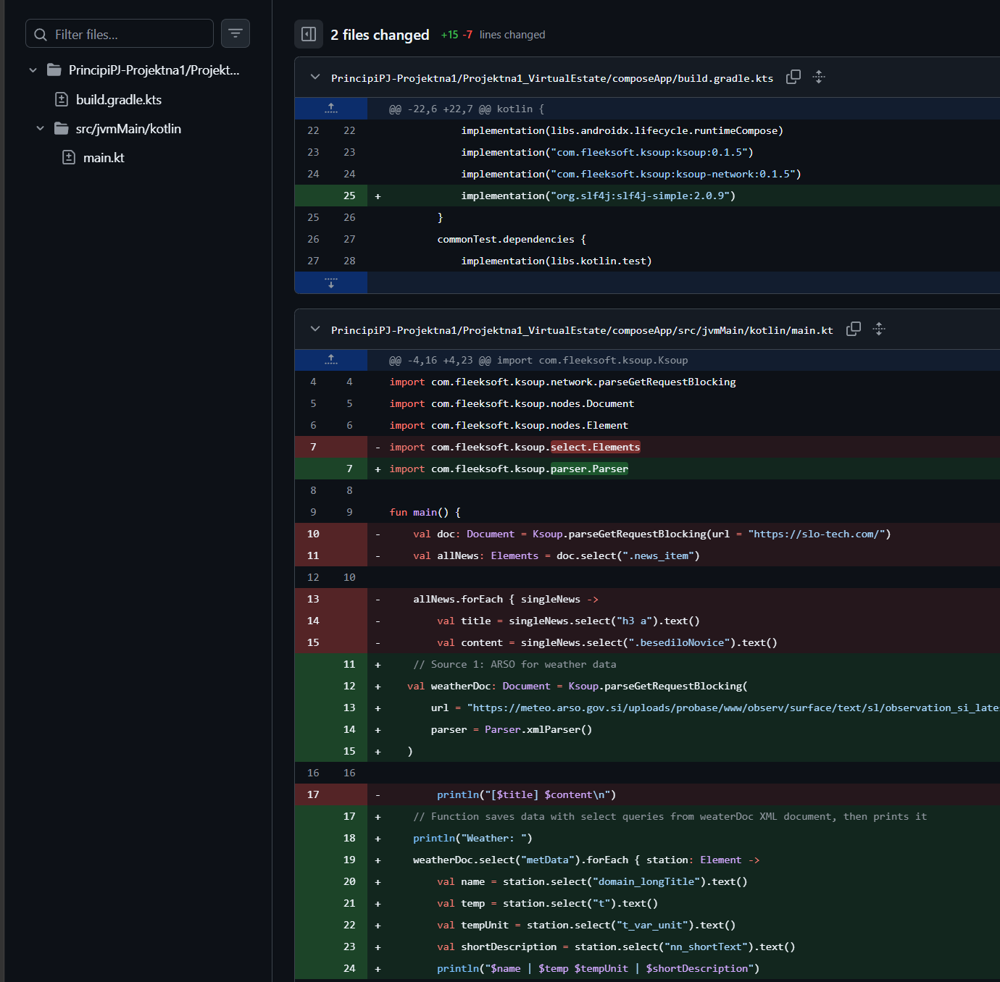 Filter files...
PrincipiPJ-Projektna1/Projekt...
build.gradle.kts
src/jvmMain/kotlin
main.kt
2 files changed +15 -7 lines changed
PrincipiPJ-Projektna1/Projektna1_VirtualEstate/composeApp/build.gradle.kts
@@ -22,6 +22,7 @@ kotlin {
22 22 implementation(libs.androidx.lifecycle.runtimeCompose)
23 23 implementation("com.fleeksoft.ksoup:ksoup:0.1.5")
24 24 implementation("com.fleeksoft.ksoup:ksoup-network:0.1.5")
25 + implementation("org.slf4j:slf4j-simple:2.0.9")
25 26 }
26 27 commonTest.dependencies {
27 28 implementation(libs.kotlin.test)
PrincipiPJ-Projektna1/Projektna1_VirtualEstate/composeApp/src/jvmMain/kotlin/main.kt
@@ -4,16 +4,23 @@ import com.fleeksoft.ksoup.Ksoup
4 4 import com.fleeksoft.ksoup.network.parseGetRequestBlocking
5 5 import com.fleeksoft.ksoup.nodes.Document
6 6 import com.fleeksoft.ksoup.nodes.Element
7 - import com.fleeksoft.ksoup.select.Elements
7 + import com.fleeksoft.ksoup.parser.Parser
8 8
9 9 fun main() {
10 - val doc: Document = Ksoup.parseGetRequestBlocking(url = "https://slo-tech.com/")
11 - val allNews: Elements = doc.select(".news_item")
12 10
13 - allNews.forEach { singleNews ->
14 - val title = singleNews.select("h3 a").text()
15 - val content = singleNews.select(".besediloNovice").text()
11 + // Source 1: ARSO for weather data
12 + val weatherDoc: Document = Ksoup.parseGetRequestBlocking(
13 + url = "https://meteo.arso.gov.si/uploads/probase/www/observ/surface/text/sl/observation_si_late
14 + parser = Parser.xmlParser()
15 + )
16 16
17 - println("[$title] $content\n")
17 + // Function saves data with select queries from weaterDoc XML document, then prints it
18 + println("Weather: ")
19 + weatherDoc.select("metData").forEach { station: Element ->
20 + val name = station.select("domain_longTitle").text()
21 + val temp = station.select("t").text()
22 + val tempUnit = station.select("t_var_unit").text()
23 + val shortDescription = station.select("nn_shortText").text()
24 + println("$name | $temp $tempUnit | $shortDescription")